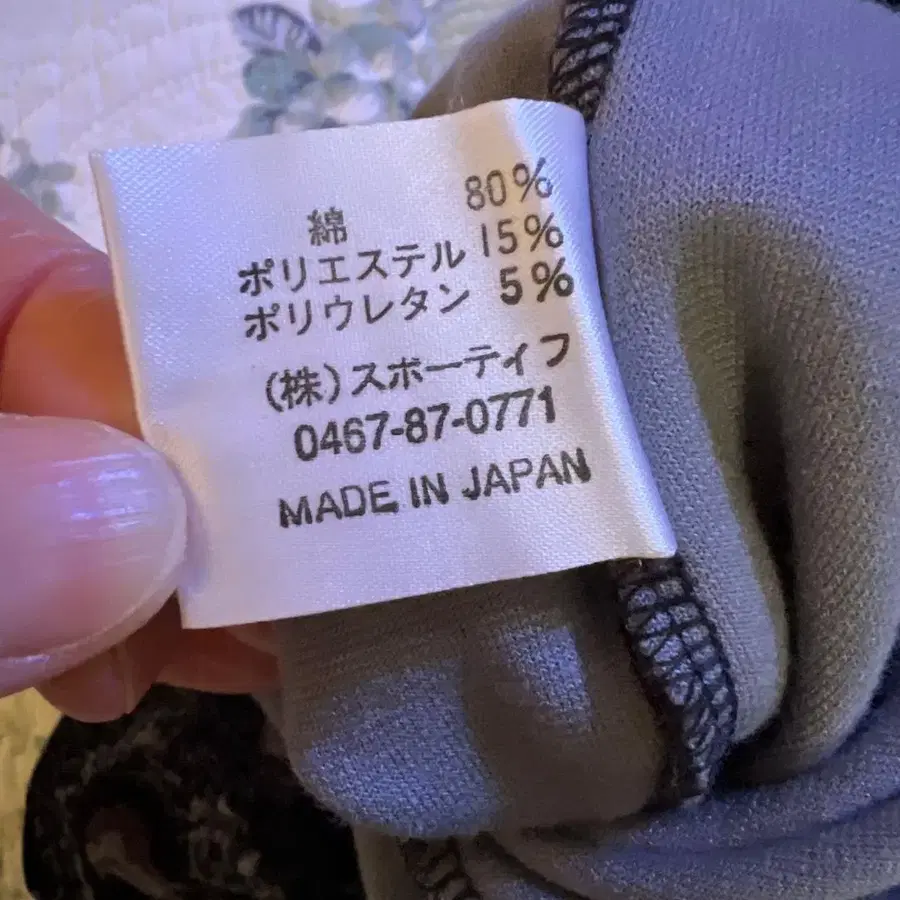 綿 80%
ポリエステル 15%
ポリウレタン 5%
(株)スポーティフ
0467-87-0771
MADE IN JAPAN